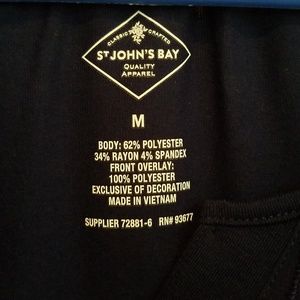 CLASSIC CRAFTED
ST JOHN'S BAY
QUALITY
APPAREL
M
BODY: 62% POLYESTER
34% RAYON 4% SPANDEX
FRONT OVERLAY:
100% POLYESTER
EXCLUSIVE OF DECORATION
MADE IN VIETNAM
SUPPLIER 72881-6 RN# 93677